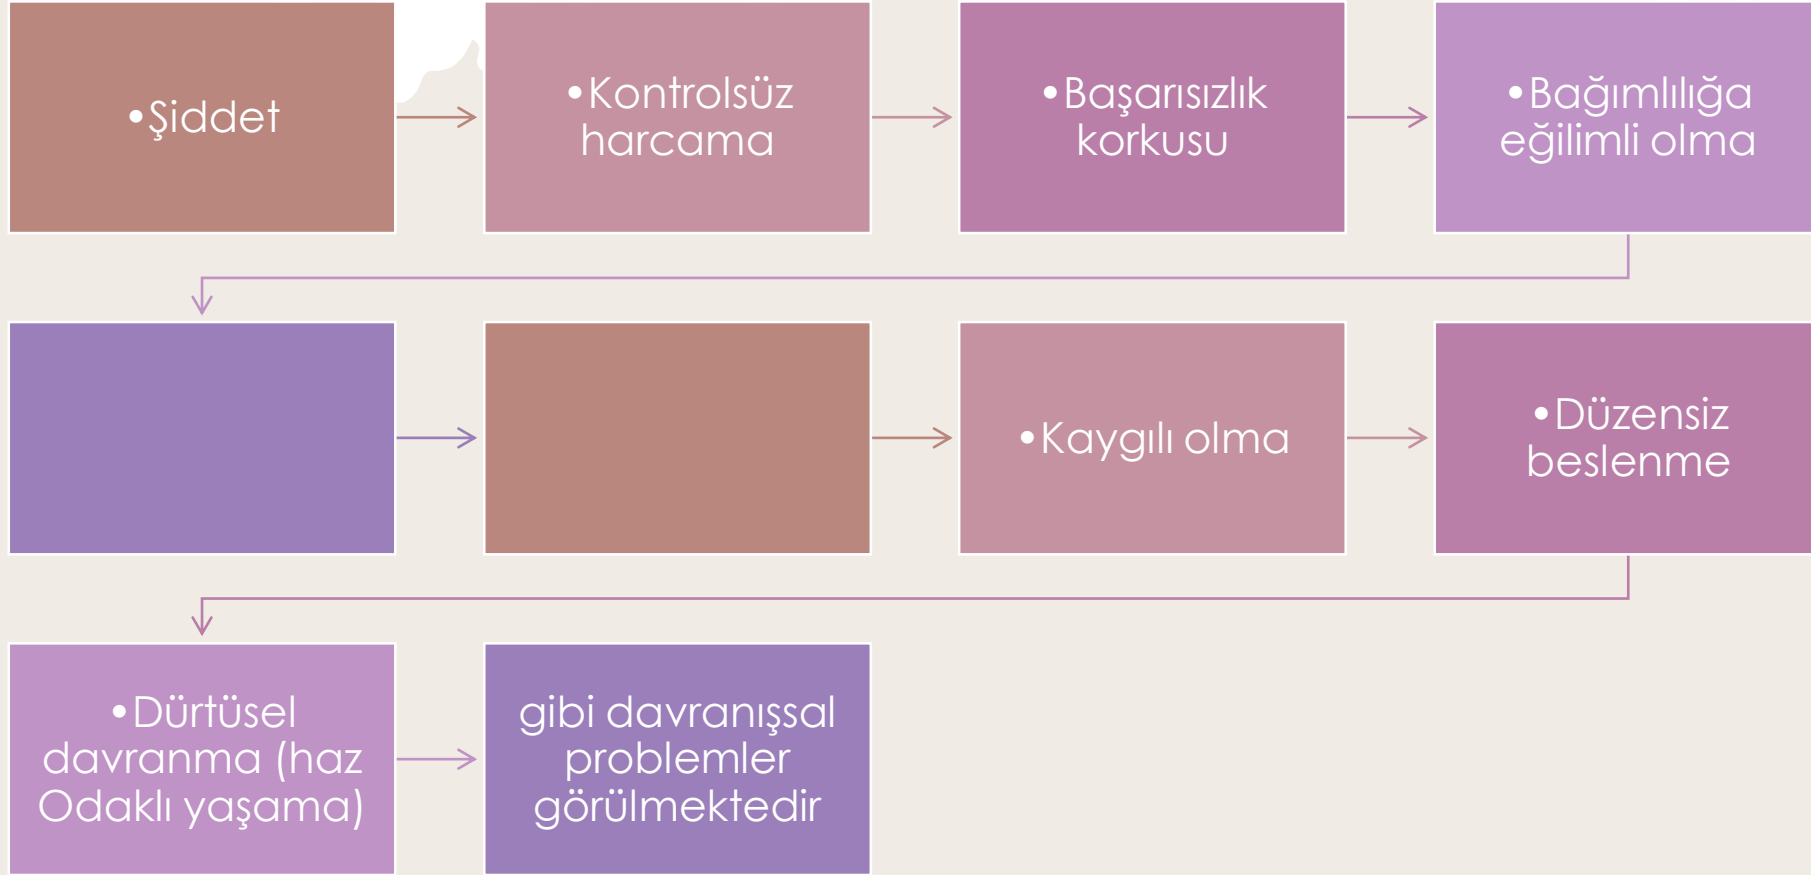 •Şiddet
•Kontrolsüz
harcama
•Başarısızlık
korkusu
•Bağımlılığa
eğilimli olma
•Kaygılı olma
•Düzensiz
beslenme
•Dürtüsel
davranma (haz
Odaklı yaşama)
gibi davranışsal
problemler
görülmektedir